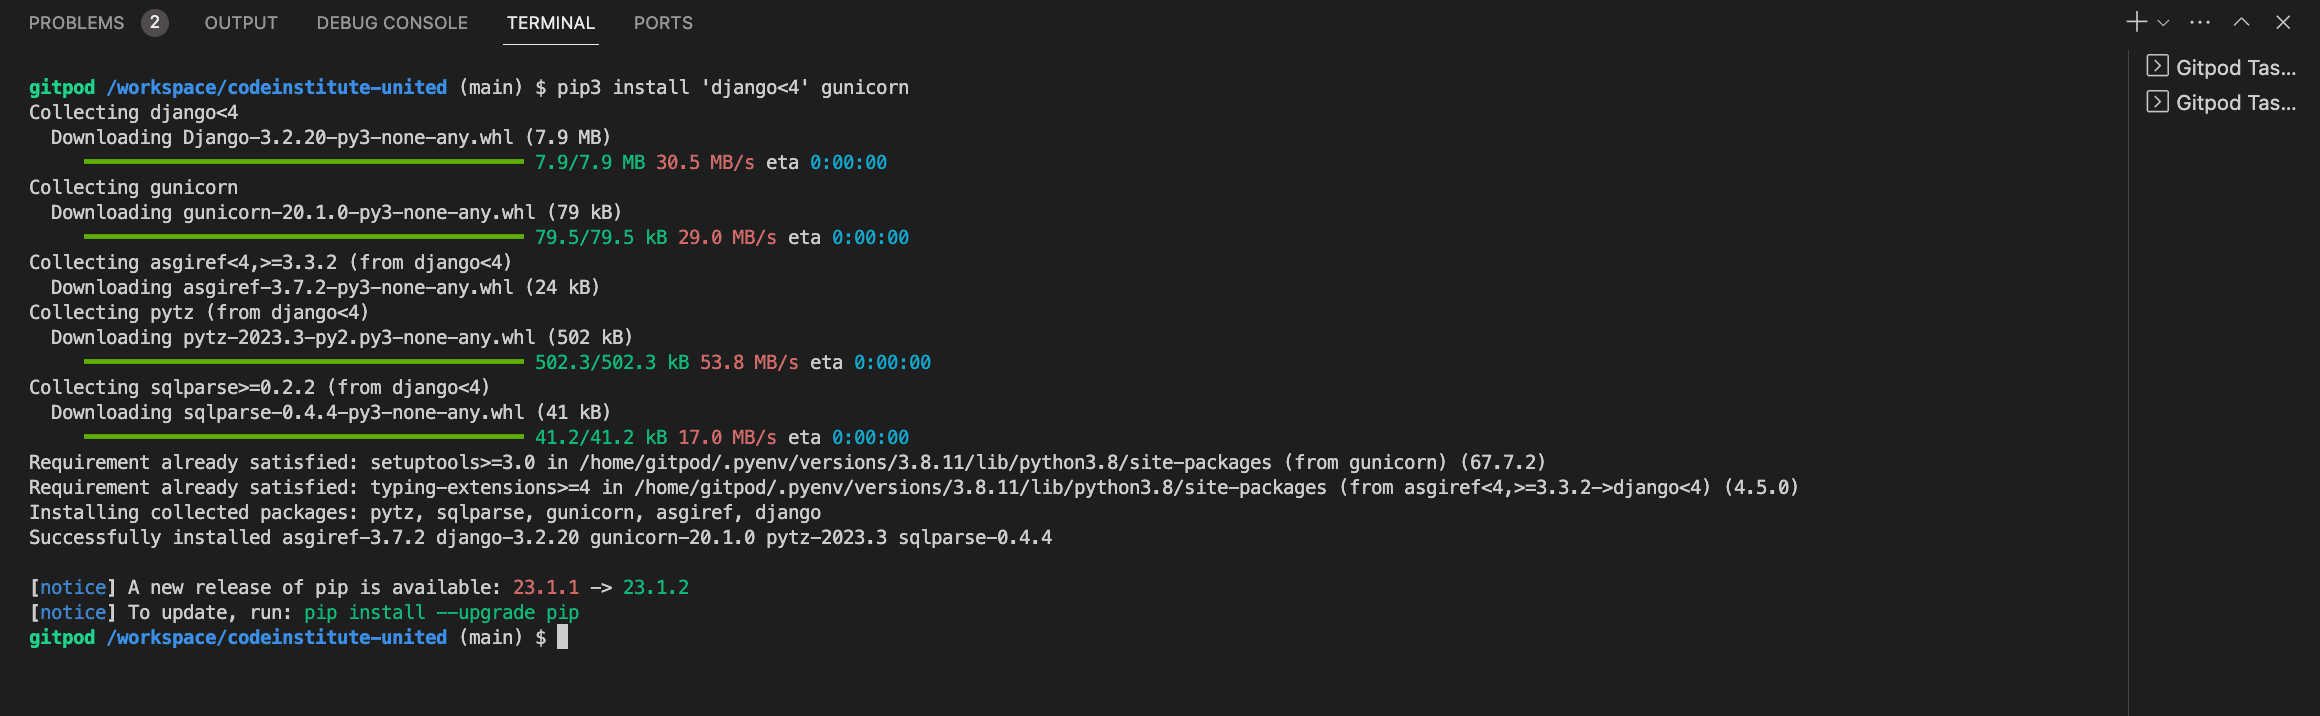 PROBLEMS 2 OUTPUT DEBUG CONSOLE TERMINAL PORTS
gitpod /workspace/codeinstitute-united (main) $ pip3 install 'django<4' gunicorn
Collecting django<4
  Downloading Django-3.2.20-py3-none-any.whl (7.9 MB)
7.9/7.9 MB 30.5 MB/s eta 0:00:00
Collecting gunicorn
  Downloading gunicorn-20.1.0-py3-none-any.whl (79 kB)
79.5/79.5 kB 29.0 MB/s eta 0:00:00
Collecting asgiref<4,>=3.3.2 (from django<4)
  Downloading asgiref-3.7.2-py3-none-any.whl (24 kB)
Collecting pytz (from django<4)
  Downloading pytz-2023.3-py2.py3-none-any.whl (502 kB)
502.3/502.3 kB 53.8 MB/s eta 0:00:00
Collecting sqlparse>=0.2.2 (from django<4)
  Downloading sqlparse-0.4.4-py3-none-any.whl (41 kB)
41.2/41.2 kB 17.0 MB/s eta 0:00:00
Requirement already satisfied: setuptools>=3.0 in /home/gitpod/.pyenv/versions/3.8.11/lib/python3.8/site-packages (from gunicorn) (67.7.2)
Requirement already satisfied: typing-extensions>=4 in /home/gitpod/.pyenv/versions/3.8.11/lib/python3.8/site-packages (from asgiref<4,>=3.3.2->django<4) (4.5.0)
Installing collected packages: pytz, sqlparse, gunicorn, asgiref, django
Successfully installed asgiref-3.7.2 django-3.2.20 gunicorn-20.1.0 pytz-2023.3 sqlparse-0.4.4
[notice] A new release of pip is available: 23.1.1 -> 23.1.2
[notice] To update, run: pip install --upgrade pip
gitpod /workspace/codeinstitute-united (main) $
Gitpod Tas...
Gitpod Tas...